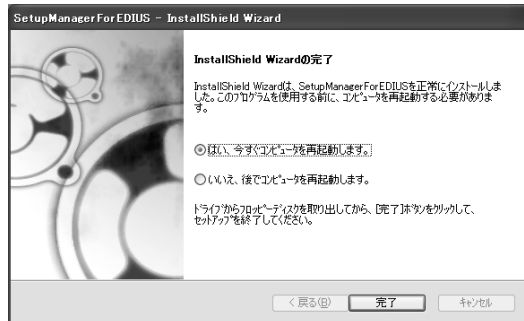 SetupManagerForEDIUS - InstallShield Wizard
InstallShield Wizardの完了
InstallShield Wizardは、SetupManagerForEDIUSを正常にインストールしま
した。このプログラムを使用する前に、コンピュータを再起動する必要がありま
す。
はい、今すぐコンピュータを再起動します。
いいえ、後でコンピュータを再起動します。
ドライブからフロッピーディスクを取り出してから、[完了]ボタンをクリックして、
セットアップを終了してください。
< 戻る(B) 完了 キャンセル